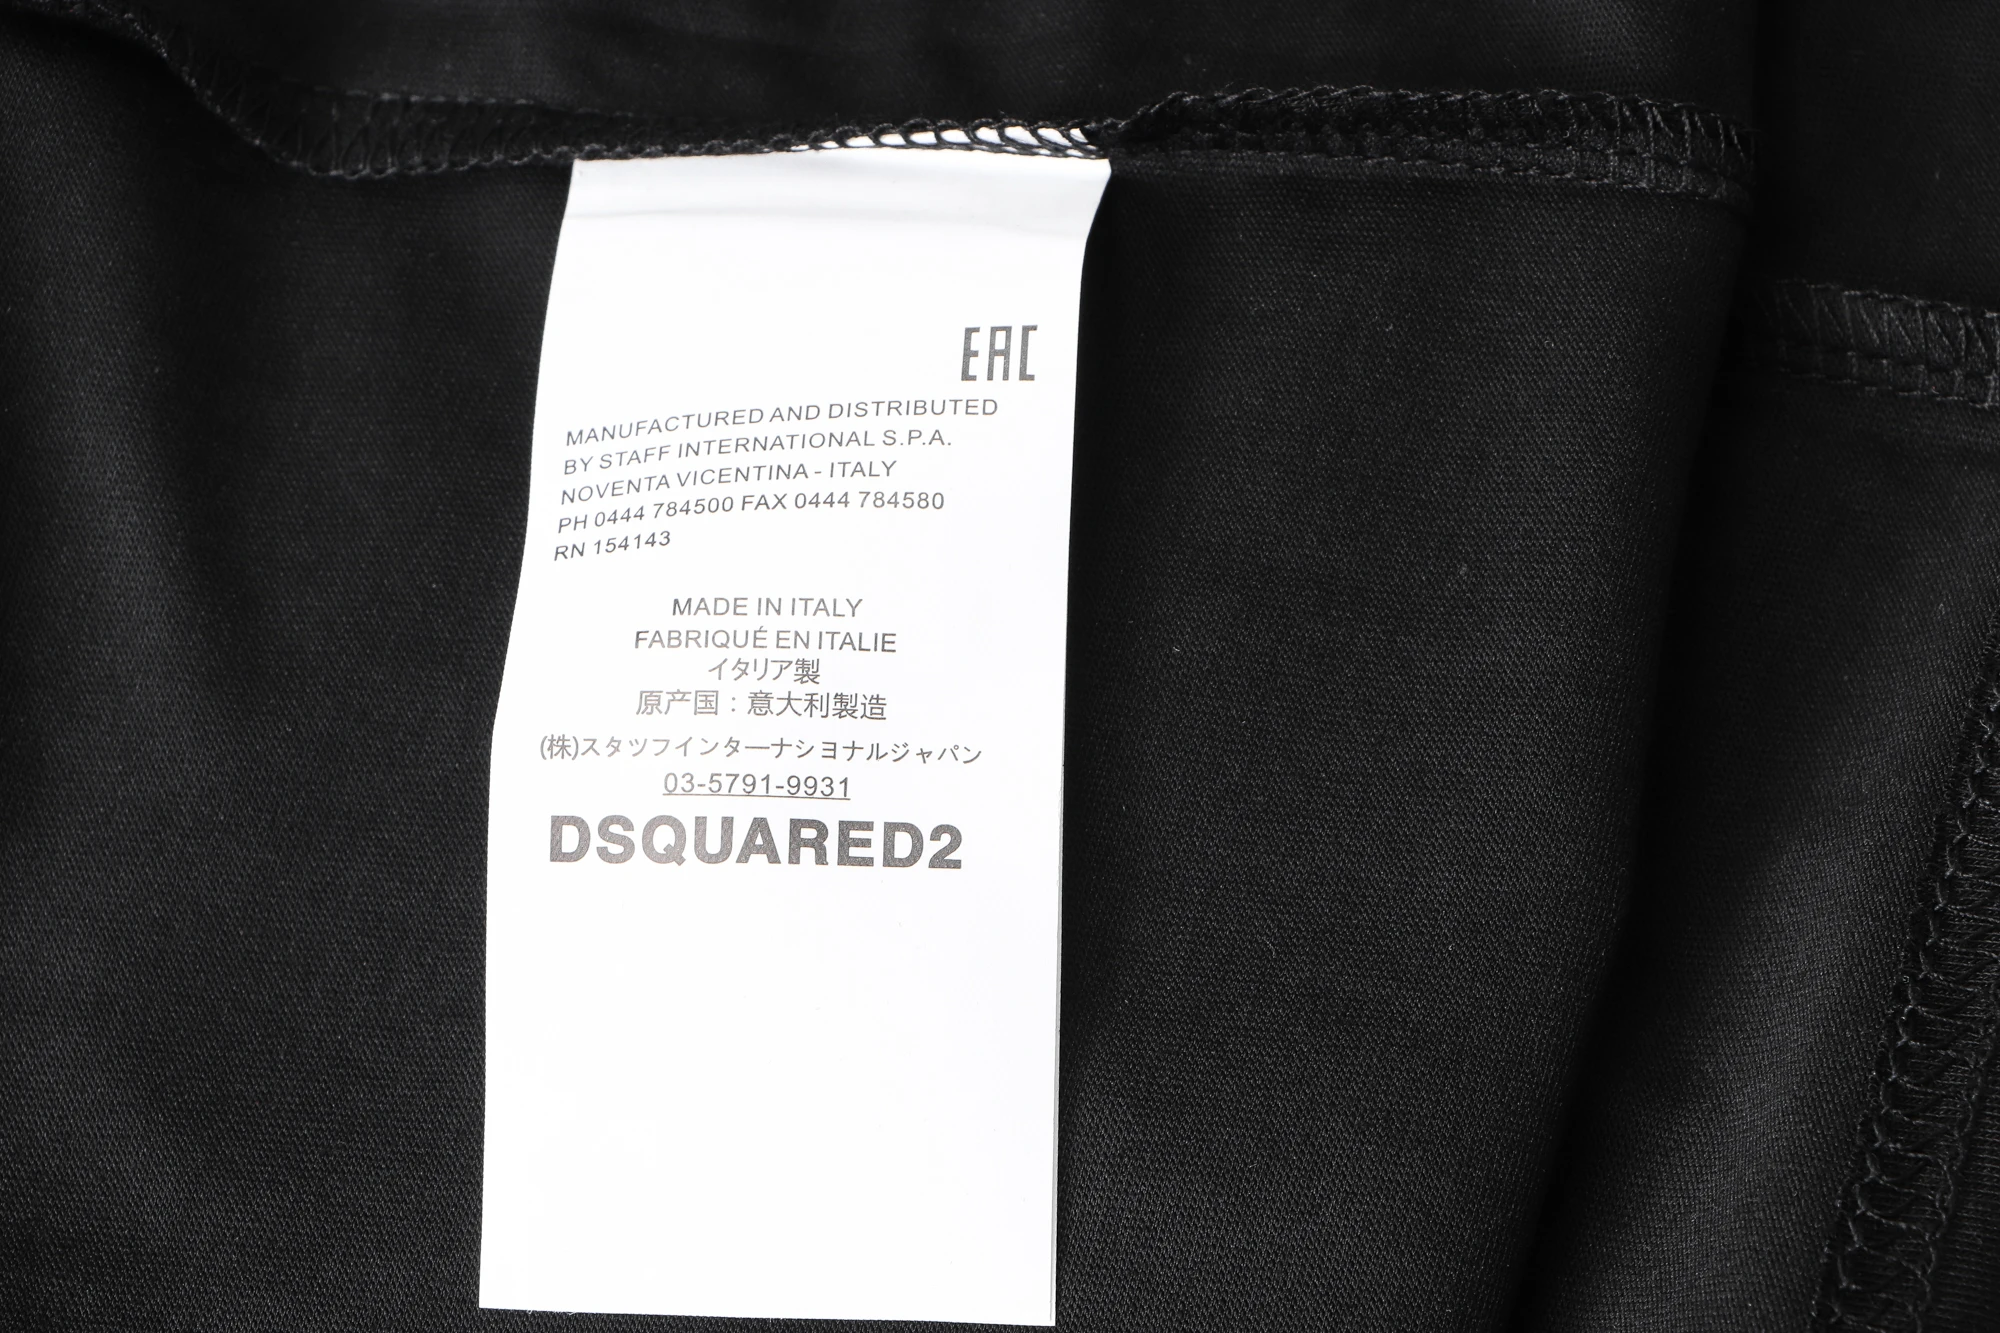 EAC
MANUFACTURED AND DISTRIBUTED
BY STAFF INTERNATIONAL S.P.A.
NOVENTA VICENTINA - ITALY
PH 0444 784500 FAX 0444 784580
RN 154143
MADE IN ITALY
FABRIQUÉ EN ITALIE
イタリア製
原产国：意大利製造
(株)スタッフインターナショナルジャパン
03-5791-9931
DSQUARED2